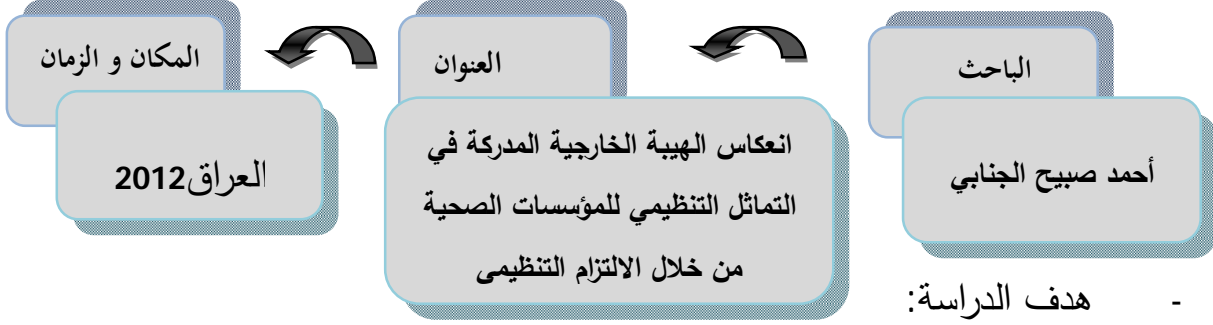 الباحث
أحمد صبيح الجنابي
العنوان
انعكاس الهيبة الخارجية المدركة في
التماثل التنظيمي للمؤسسات الصحية
من خلال الالتزام التنظيمى
المكان و الزمان
العراق2012
- هدف الدراسة: